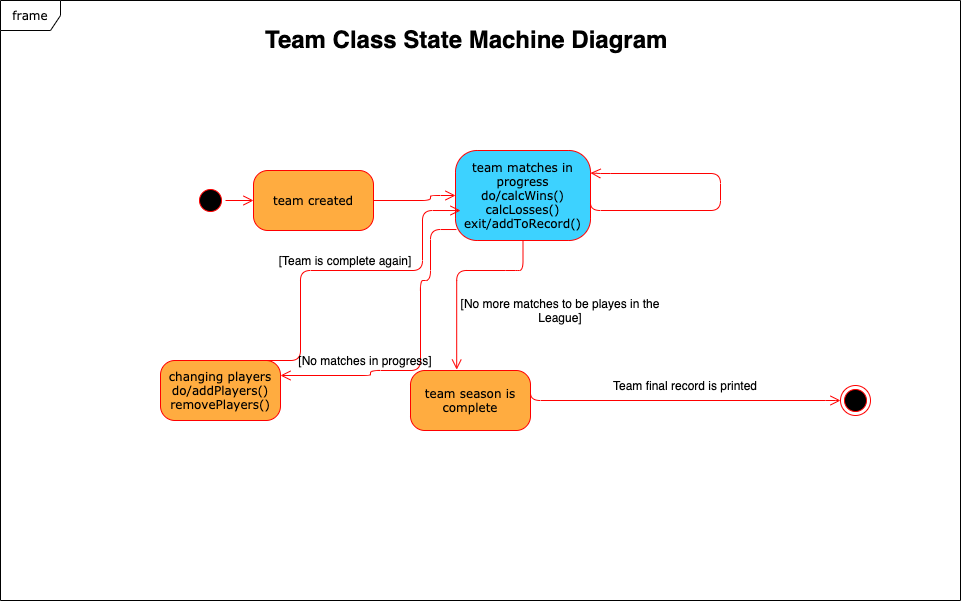 frame
Team Class State Machine Diagram
team created
team matches in
progress
do/calcWins()
calcLosses()
exit/addToRecord()
[Team is complete again]
[No more matches to be playes in the
League]
[No matches in progress]
changing players
do/addPlayers()
removePlayers()
team season is
complete
Team final record is printed